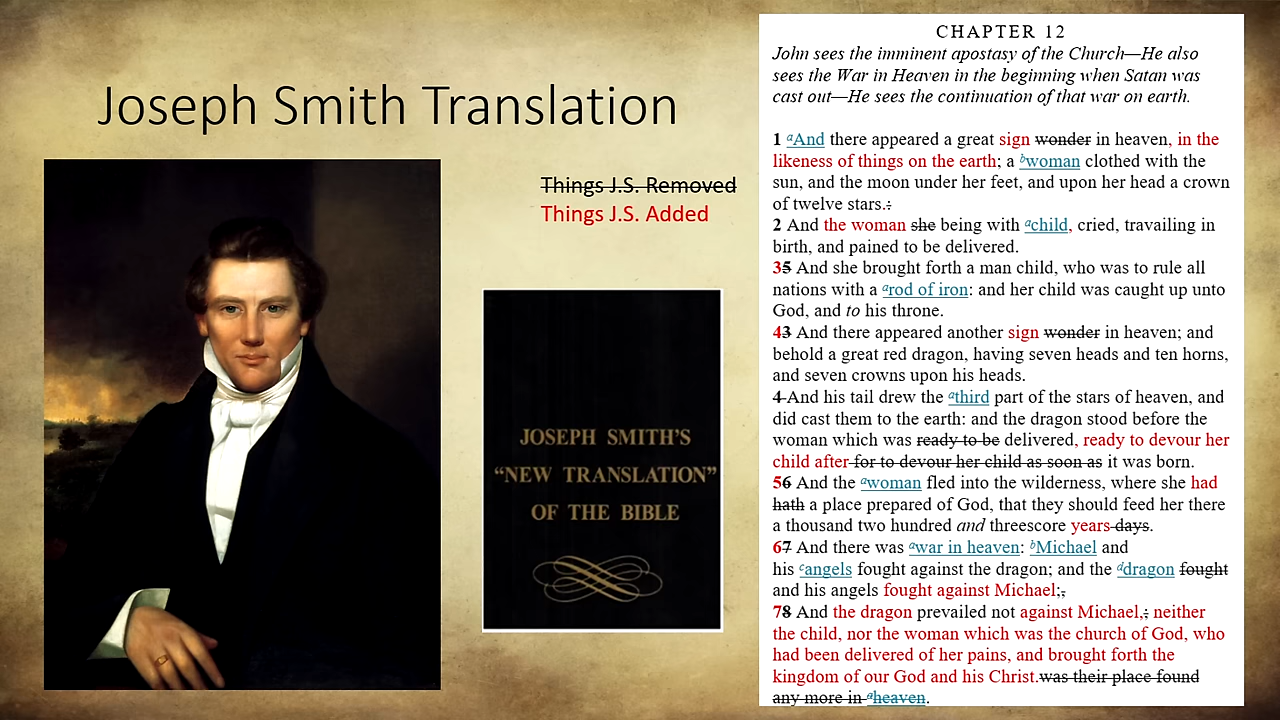 Joseph Smith Translation
Things J.S. Removed
Things J.S. Added
JOSEPH SMITH'S
“NEW TRANSLATION”
OF THE BIBLE
CHAPTER 12
John sees the imminent apostasy of the Church—He also
sees the War in Heaven in the beginning when Satan was
cast out—He sees the continuation of that war on earth.
1 aAnd there appeared a great sign wonder in heaven, in the
likeness of things on the earth; a bwoman clothed with the
sun, and the moon under her feet, and upon her head a crown
of twelve stars.:
2 And the woman she being with achild, cried, travailing in
birth, and pained to be delivered.
35 And she brought forth a man child, who was to rule all
nations with a arod of iron: and her child was caught up unto
God, and to his throne.
43 And there appeared another sign wonder in heaven; and
behold a great red dragon, having seven heads and ten horns,
and seven crowns upon his heads.
4 And his tail drew the athird part of the stars of heaven, and
did cast them to the earth: and the dragon stood before the
woman which was ready to be delivered, ready to devour her
child after for to devour her child as soon as it was born.
56 And the awoman fled into the wilderness, where she had
hath a place prepared of God, that they should feed her there
a thousand two hundred and threescore years days.
67 And there was awar in heaven: bMichael and
his cangels fought against the dragon; and the ddragon fought
and his angels fought against Michael;,
78 And the dragon prevailed not against Michael,; neither
the child, nor the woman which was the church of God, who
had been delivered of her pains, and brought forth the
kingdom of our God and his Christ.was their place found
any more in aheaven.